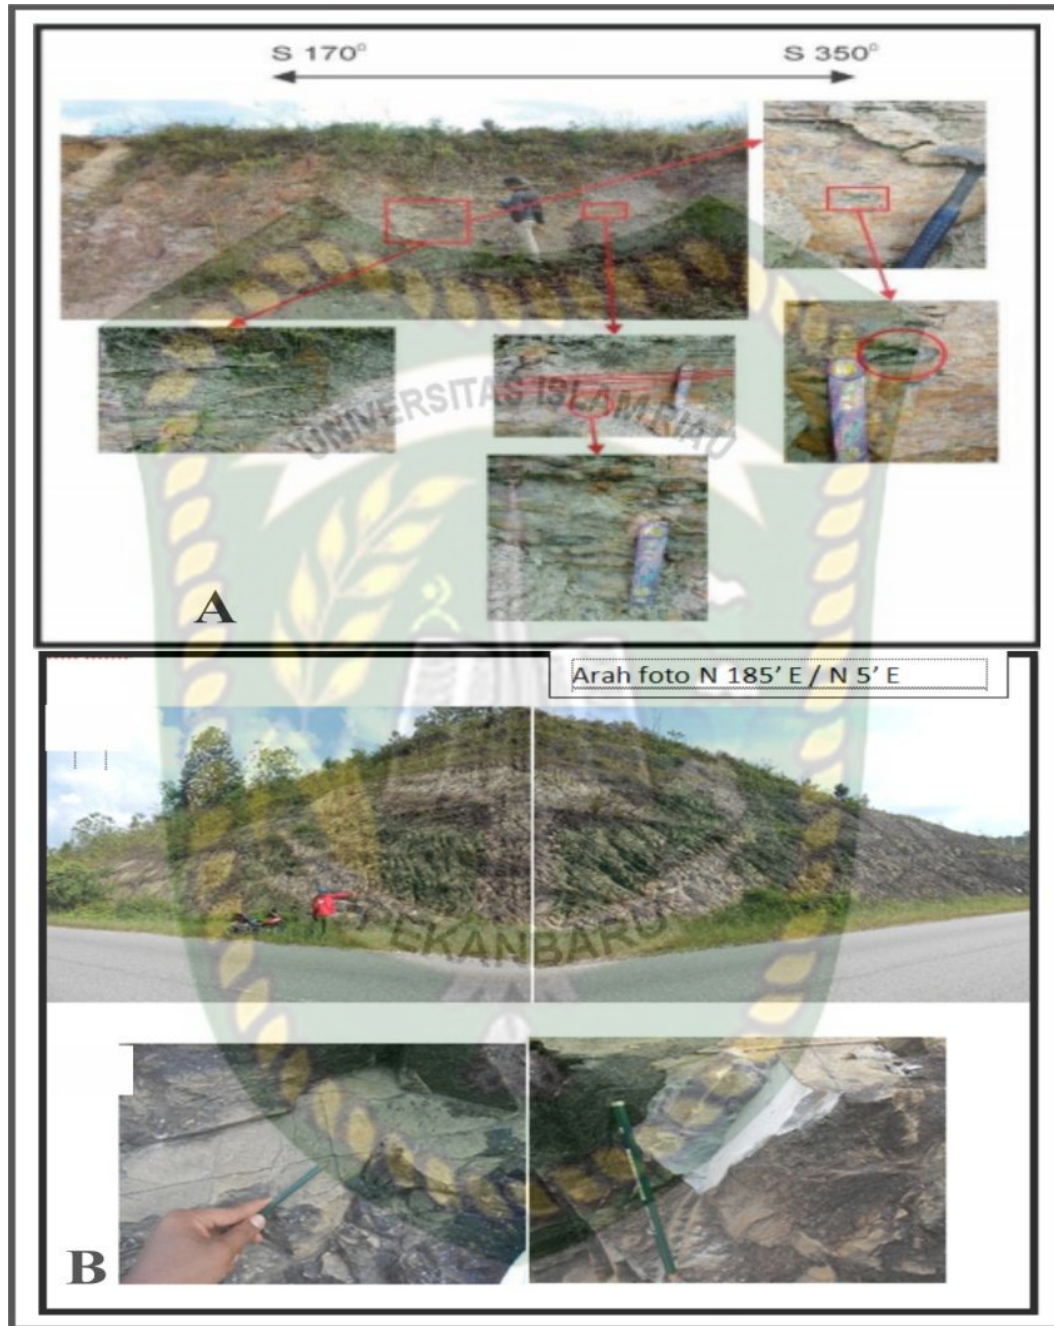 S 170° S 350°
UNIVERSITAS ISLAM RIAU
A
Arah foto N 185’ E / N 5’ E
PEKANBARU
B